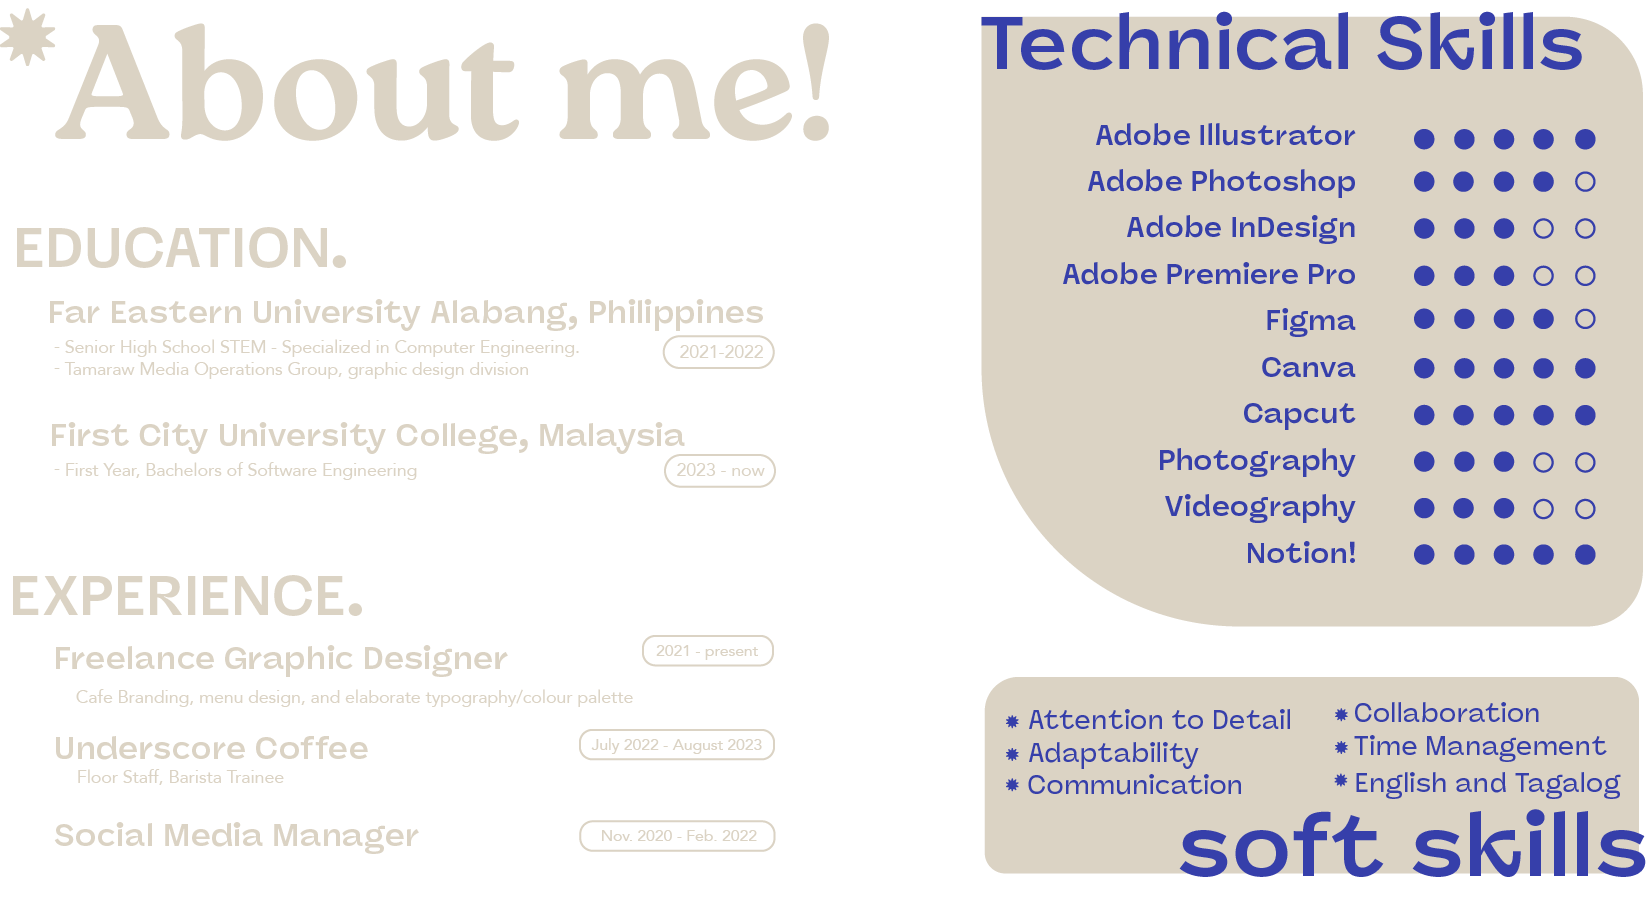 About me!
EDUCATION.
Far Eastern University Alabang, Philippines
- Senior High School STEM - Specialized in Computer Engineering.
2021-2022
- Tamaraw Media Operations Group, graphic design division
First City University College, Malaysia
- First Year, Bachelors of Software Engineering
2023 - now
EXPERIENCE.
Freelance Graphic Designer
2021 - present
Cafe Branding, menu design, and elaborate typography/colour palette
Underscore Coffee
July 2022 - August 2023
Floor Staff, Barista Trainee
Social Media Manager
Nov. 2020 - Feb. 2022
Technical Skills
Adobe Illustrator
Adobe Photoshop
Adobe InDesign
Adobe Premiere Pro
Figma
Canva
Capcut
Photography
Videography
Notion!
Attention to Detail
Adaptability
Communication
Collaboration
Time Management
English and Tagalog
soft skills